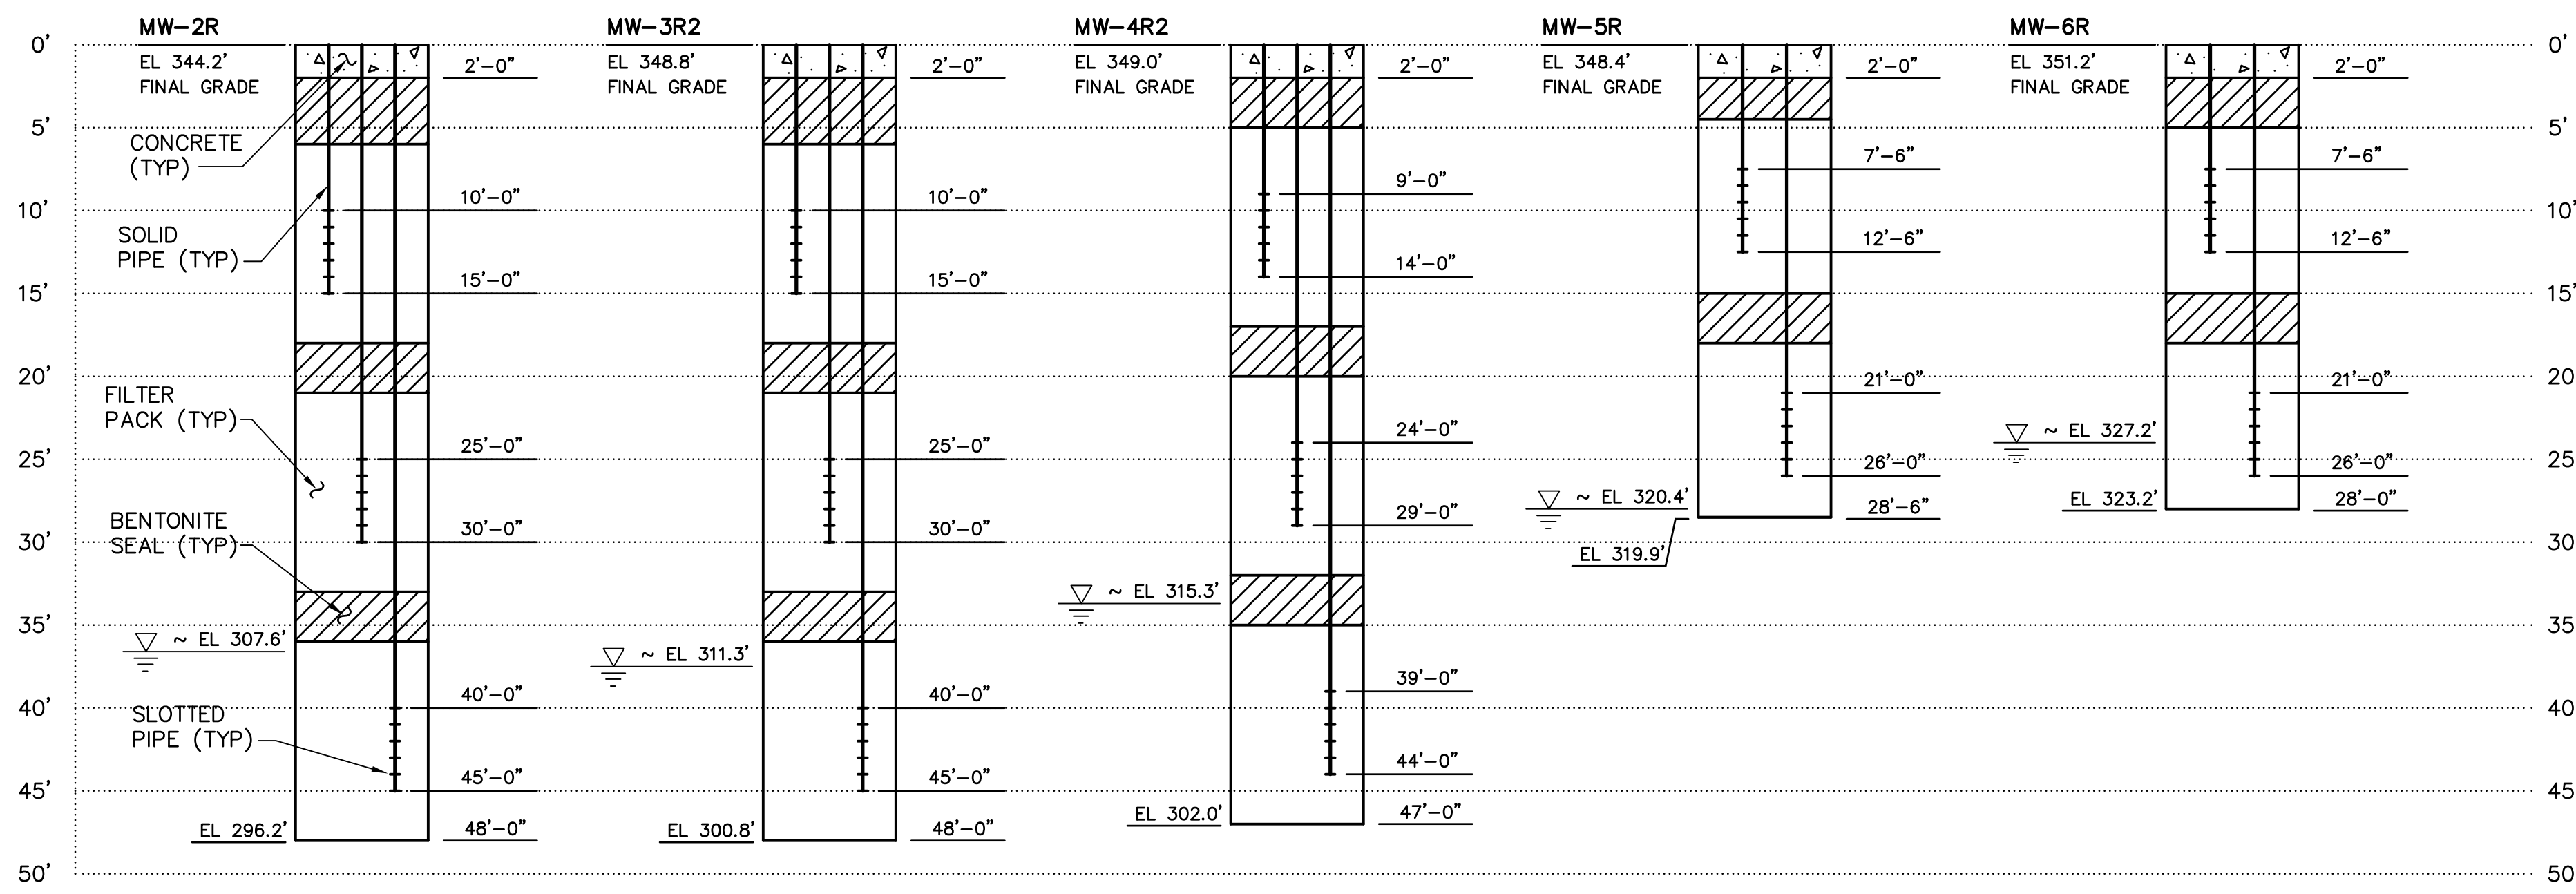 MW-2R
EL 344.2'
FINAL GRADE
2'-0"
CONCRETE
(TYP)
10'-0"
SOLID
PIPE (TYP)
15'-0"
FILTER
PACK (TYP)
25'-0"
BENTONITE
SEAL (TYP)
30'-0"
~ EL 307.6'
40'-0"
SLOTTED
PIPE (TYP)
45'-0"
EL 296.2'
48'-0"
MW-3R2
EL 348.8'
FINAL GRADE
2'-0"
10'-0"
15'-0"
25'-0"
30'-0"
~ EL 311.3'
40'-0"
45'-0"
EL 300.8'
48'-0"
MW-4R2
EL 349.0'
FINAL GRADE
2'-0"
9'-0"
14'-0"
24'-0"
29'-0"
~ EL 315.3'
39'-0"
44'-0"
EL 302.0'
47'-0"
MW-5R
EL 348.4'
FINAL GRADE
2'-0"
7'-6"
12'-6"
21'-0"
26'-0"
~ EL 320.4'
28'-6"
EL 319.9'
MW-6R
EL 351.2'
FINAL GRADE
2'-0"
7'-6"
12'-6"
21'-0"
~ EL 327.2'
26'-0"
EL 323.2'
28'-0"
0'
5'
10'
15'
20'
25'
30'
35'
40'
45'
50'
0'
5'
10'
15'
20
25
30
35
40
45
50